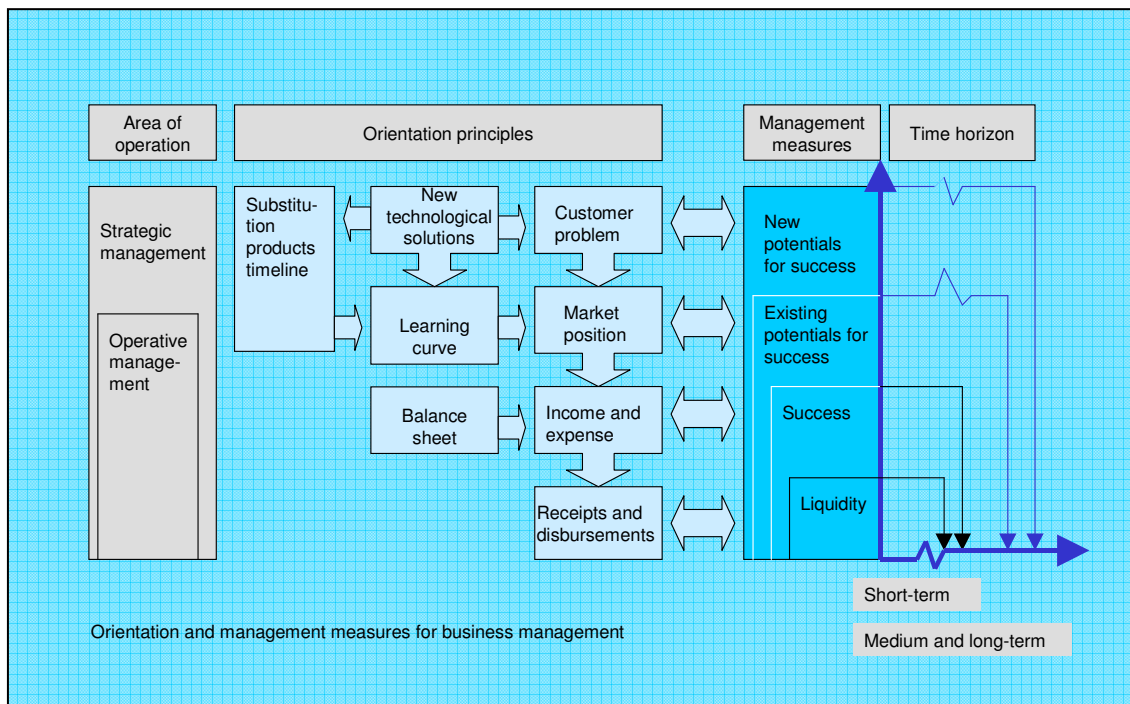 Area of
operation
Orientation principles
Management
measures
Time horizon
Strategic
management
Operative
manage-
ment
Substitu-
tion
products
timeline
New
technological
solutions
Customer
problem
Learning
curve
Market
position
Balance
sheet
Income and
expense
Receipts and
disbursements
New
potentials
for success
Existing
potentials for
success
Success
Liquidity
Short-term
Medium and long-term
Orientation and management measures for business management